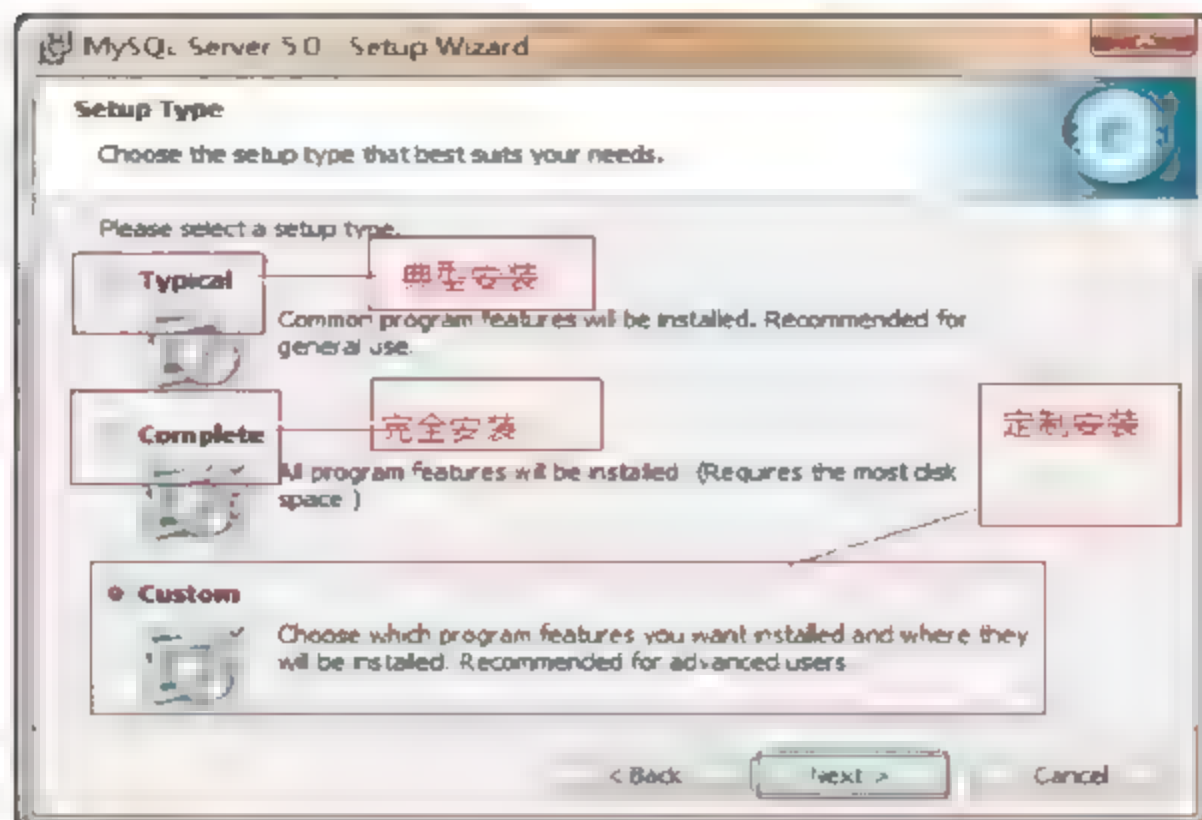 MySQL Server 5.0 Setup Wizard
Setup Type
Choose the setup type that best suits your needs.
Please select a setup type.
Typical
典型安装
Common program features will be installed. Recommended for
general use.
Complete
完全安装
定制安装
All program features will be installed. (Requires the most disk
space.)
Custom
Choose which program features you want installed and where they
will be installed. Recommended for advanced users.
< Back
Next >
Cancel